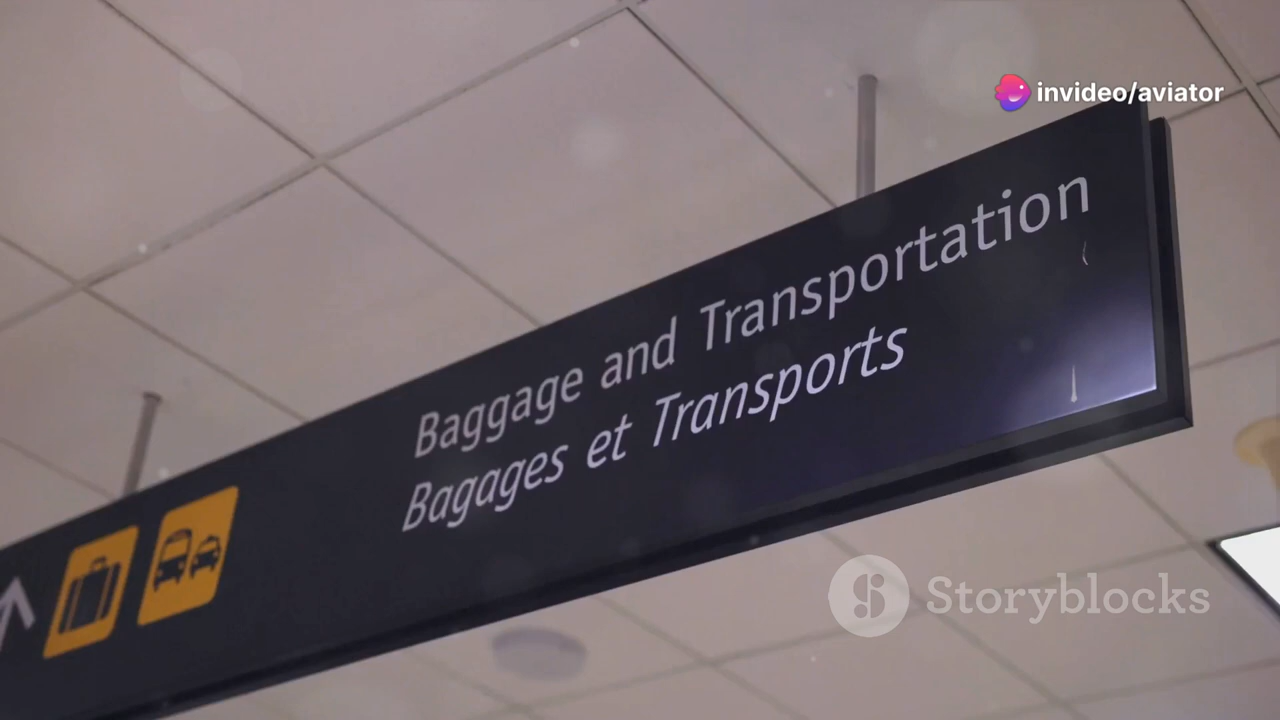 invideo/aviator
Baggage and Transportation
Bagages et Transports
Storyblocks